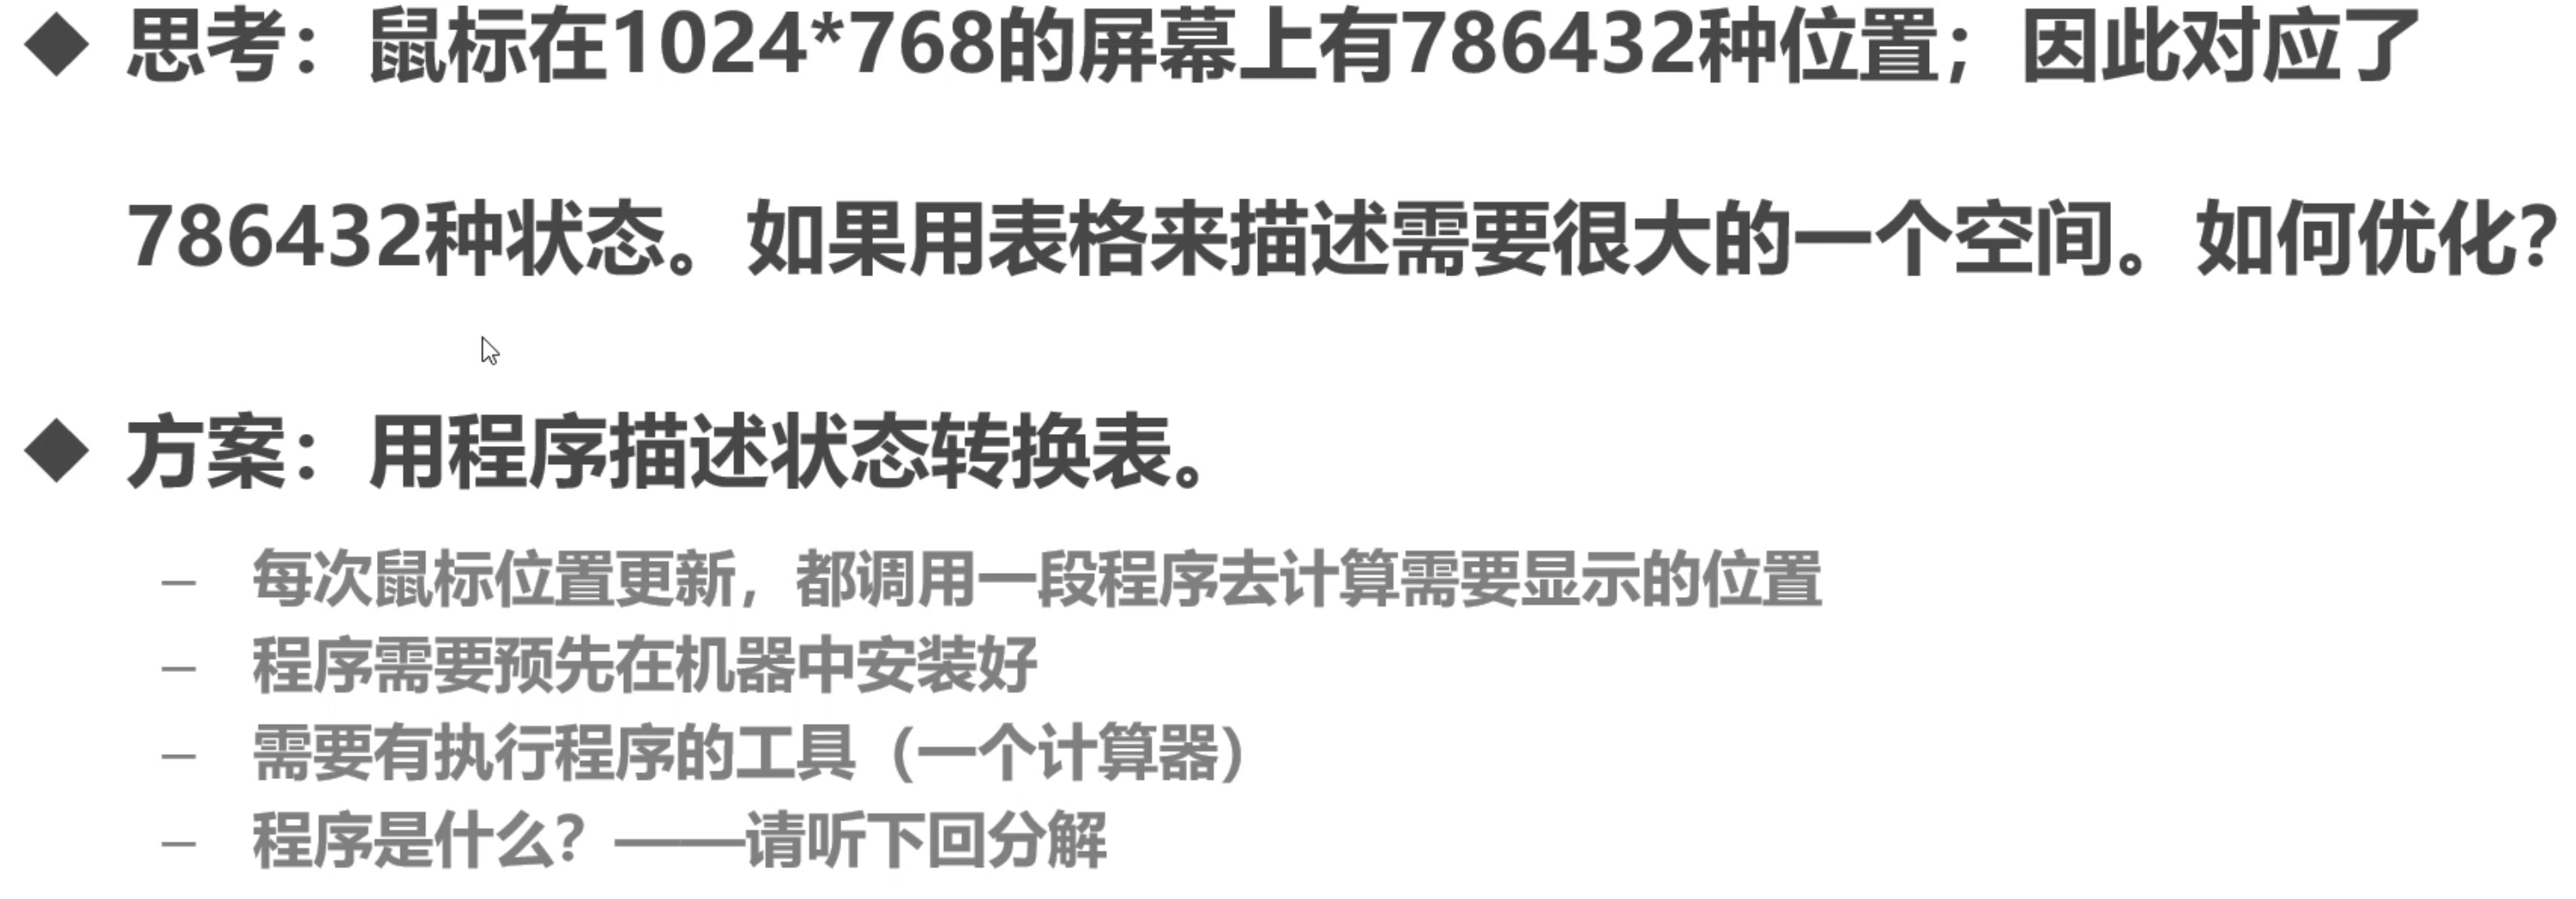 ◆ 思考：鼠标在1024*768的屏幕上有786432种位置；因此对应了
786432种状态。如果用表格来描述需要很大的一个空间。如何优化？
◆ 方案：用程序描述状态转换表。
– 每次鼠标位置更新，都调用一段程序去计算需要显示的位置
– 程序需要预先在机器中安装好
– 需要有执行程序的工具（一个计算器）
– 程序是什么？——请听下回分解